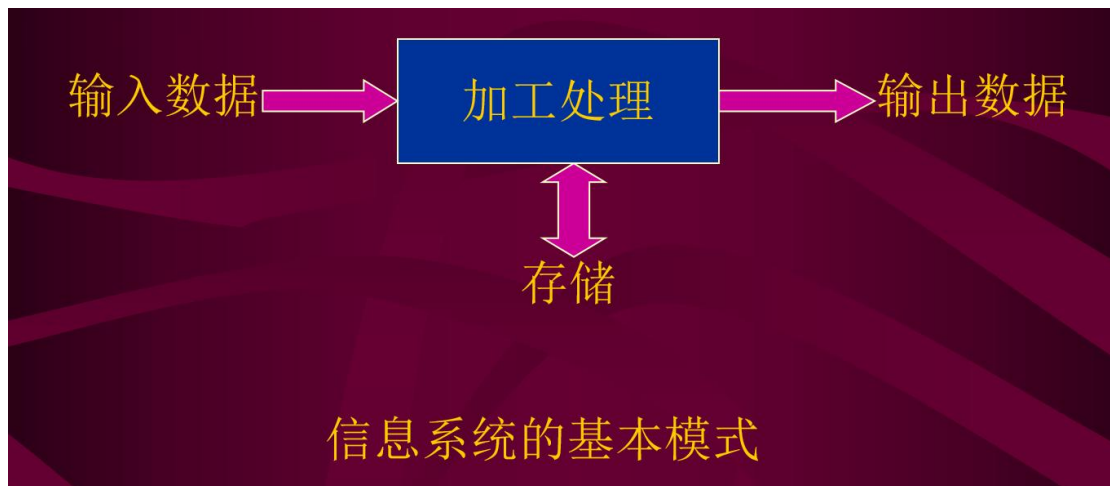 输入数据
加工处理
输出数据
存储
信息系统的基本模式